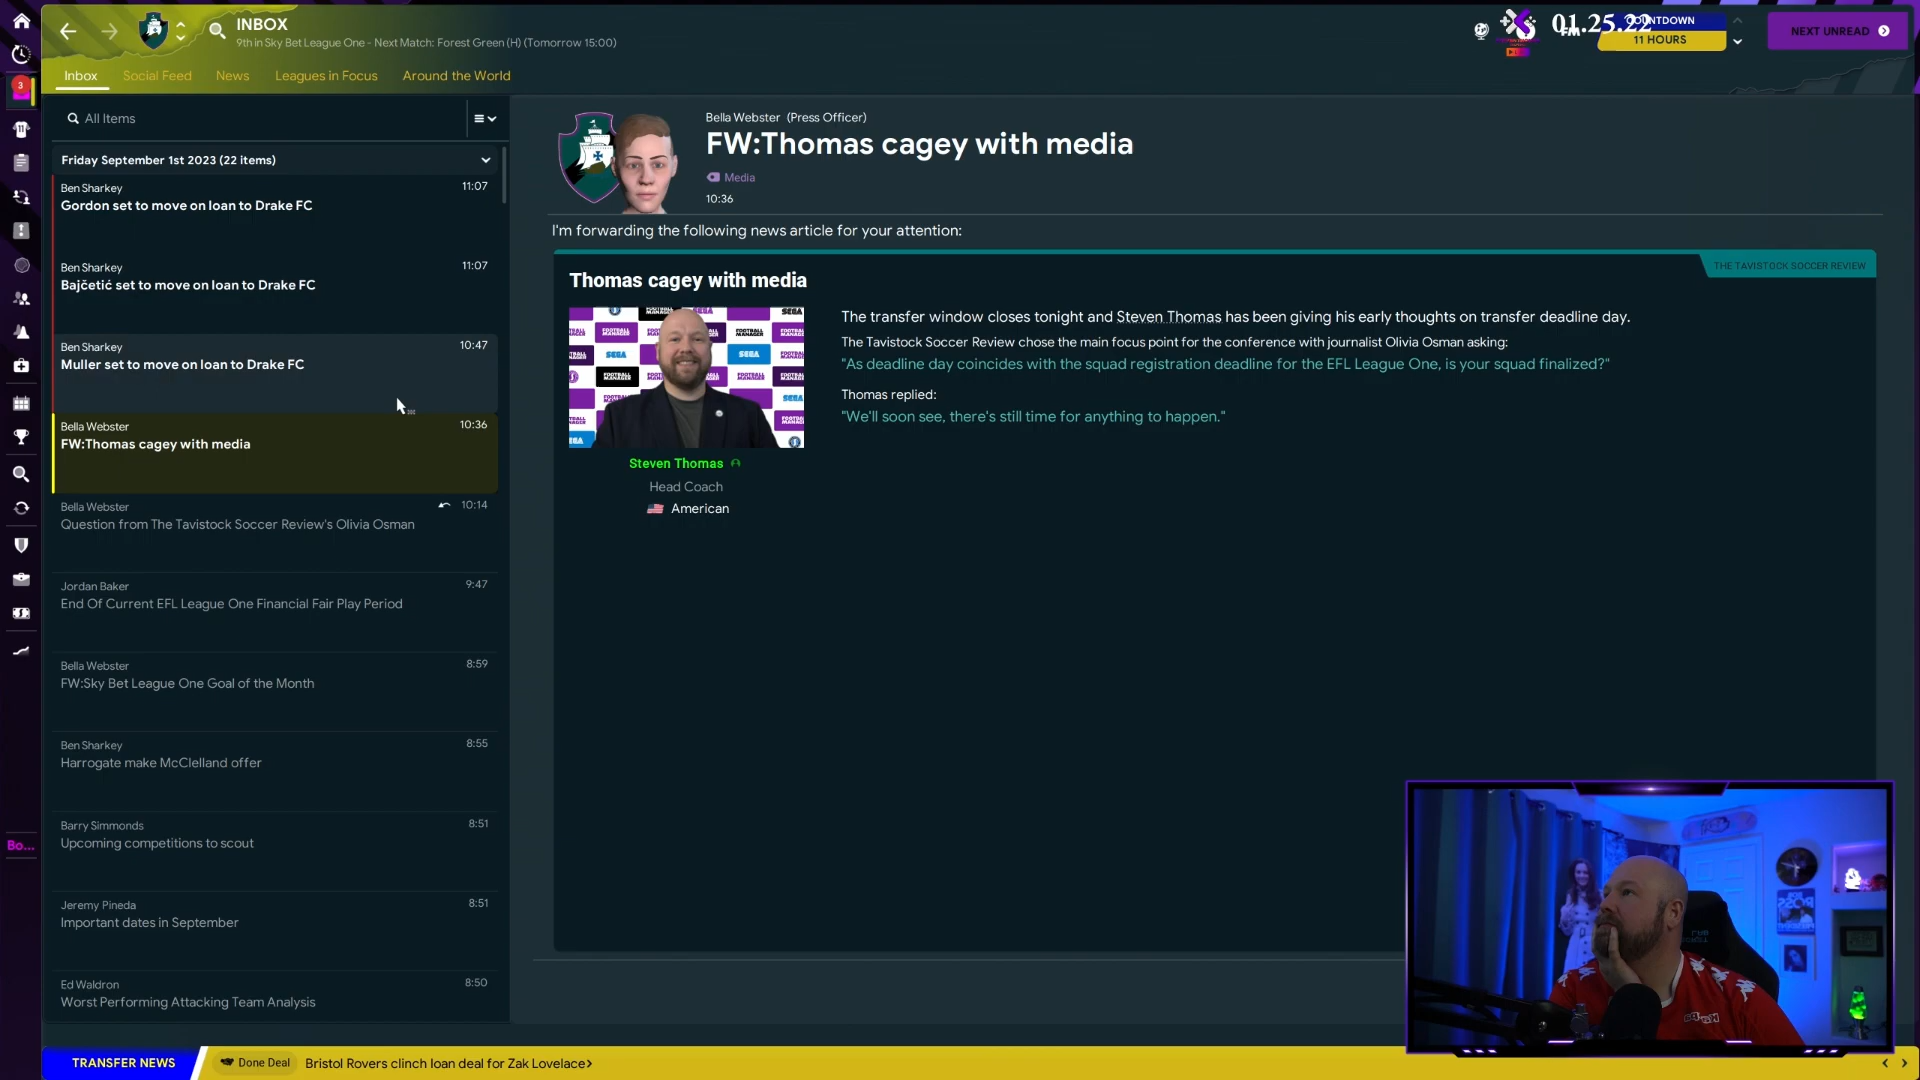 INBOX
9th in Sky Bet League One - Next Match: Forest Green (H) (Tomorrow 15:00)
01.25.22
COUNTDOWN
11 HOURS
NEXT UNREAD
3
Inbox
Social Feed
News
Leagues in Focus
Around the World
All Items
Friday September 1st 2023 (22 items)
Ben Sharkey
11:07
Gordon set to move on loan to Drake FC
Ben Sharkey
11:07
Bajčetić set to move on loan to Drake FC
Ben Sharkey
10:47
Muller set to move on loan to Drake FC
Bella Webster
10:36
FW:Thomas cagey with media
Bella Webster
10:14
Question from The Tavistock Soccer Review's Olivia Osman
Jordan Baker
9:47
End Of Current EFL League One Financial Fair Play Period
Bella Webster
8:59
FW:Sky Bet League One Goal of the Month
Ben Sharkey
8:55
Harrogate make McClelland offer
Barry Simmonds
8:51
Upcoming competitions to scout
Jeremy Pineda
8:51
Important dates in September
Ed Waldron
8:50
Worst Performing Attacking Team Analysis
Bo...
Bella Webster (Press Officer)
FW:Thomas cagey with media
Media
10:36
I'm forwarding the following news article for your attention:
THE TAVISTOCK SOCCER REVIEW
Thomas cagey with media
The transfer window closes tonight and Steven Thomas has been giving his early thoughts on transfer deadline day.
The Tavistock Soccer Review chose the main focus point for the conference with journalist Olivia Osman asking:
"As deadline day coincides with the squad registration deadline for the EFL League One, is your squad finalized?"
Thomas replied:
"We'll soon see, there's still time for anything to happen."
FOOTBALL MANAGER
SEGA
Steven Thomas
Head Coach
American
TRANSFER NEWS
Done Deal
Bristol Rovers clinch loan deal for Zak Lovelace>